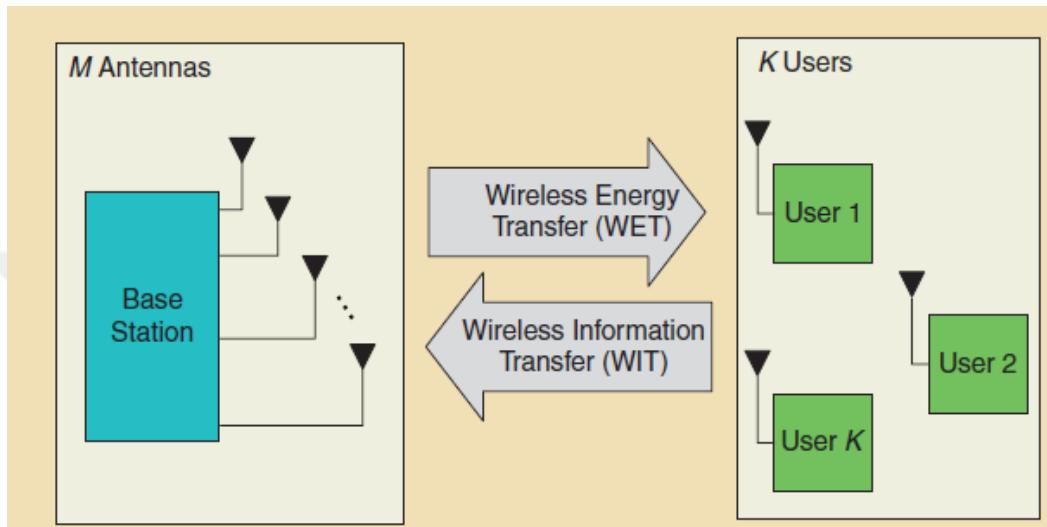 M Antennas
Base
Station
Wireless Energy
Transfer (WET)
Wireless Information
Transfer (WIT)
K Users
User 1
User 2
User K